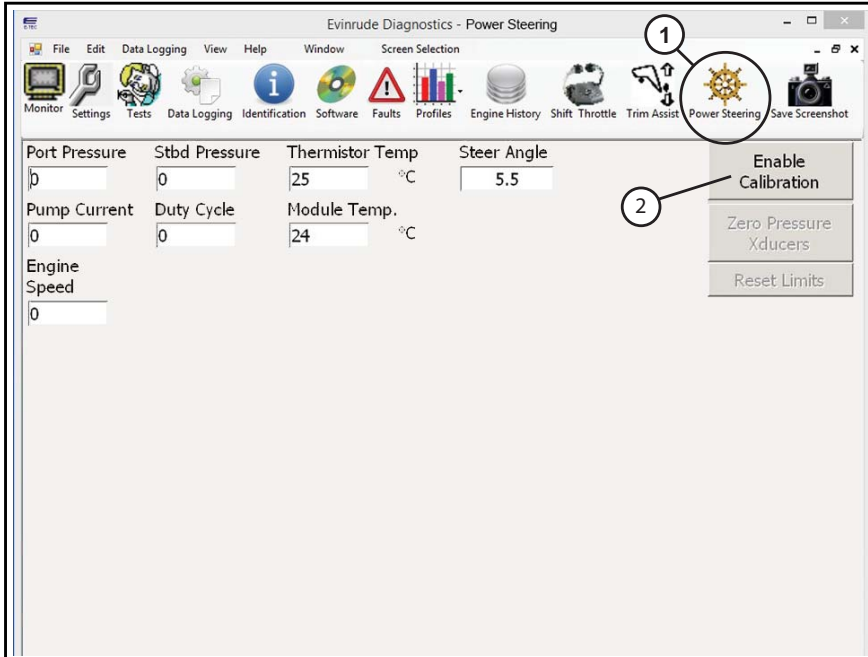 E-TEC
Evinrude Diagnostics - Power Steering
File Edit Data Logging View Help Window Screen Selection
1
Monitor Settings Tests Data Logging Identification Software Faults Profiles Engine History Shift Throttle Trim Assist Power Steering Save Screenshot
Port Pressure Stbd Pressure Thermistor Temp Steer Angle
0 0 25 °C 5.5
Enable
Calibration
2
Pump Current Duty Cycle Module Temp.
0 0 24 °C
Zero Pressure
Xducers
Engine
Speed
Reset Limits
0